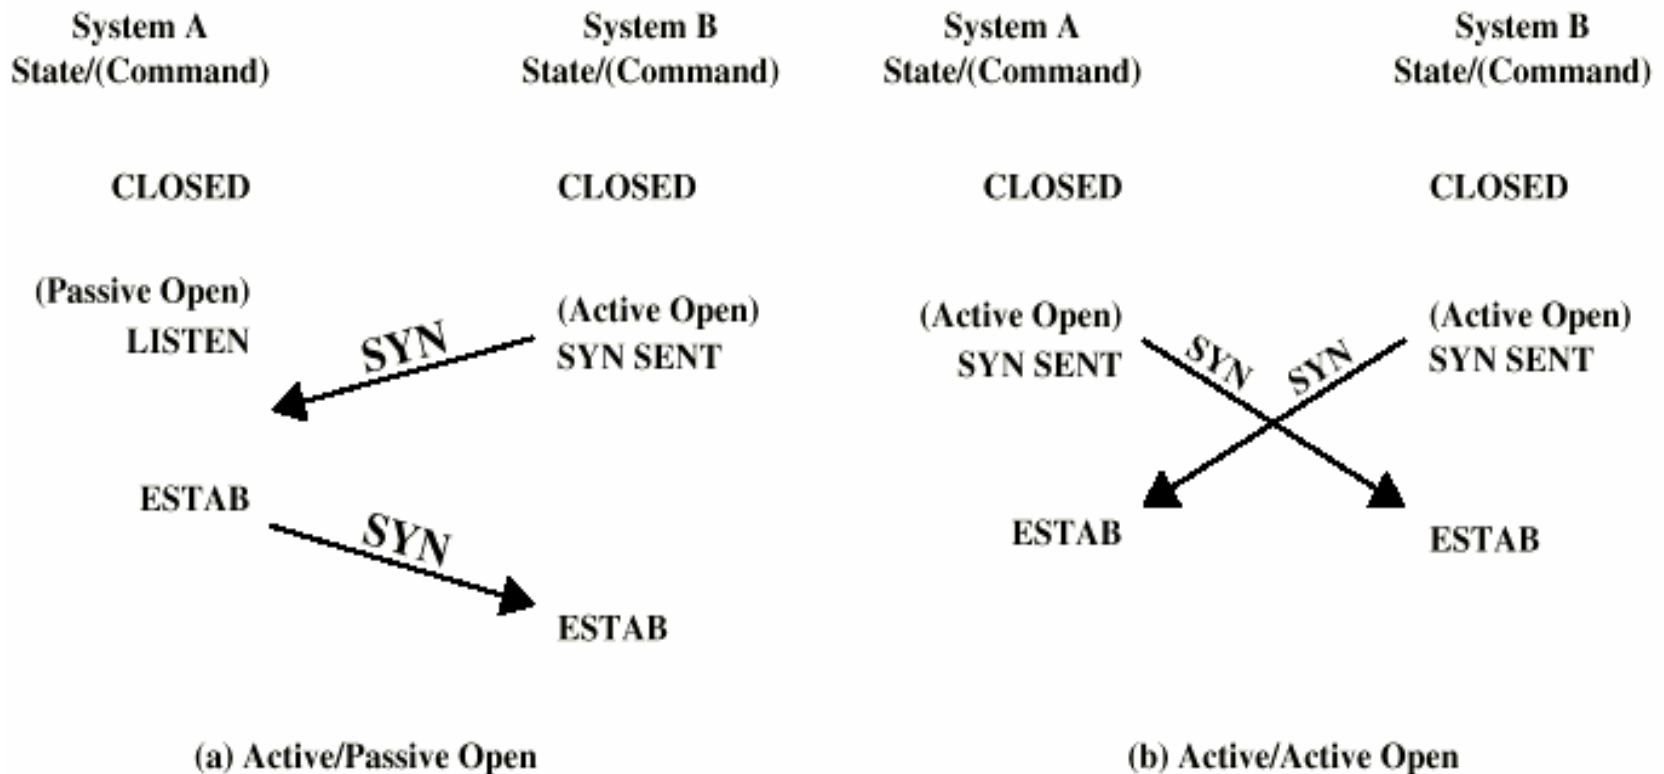 System A
State/(Command)
System B
State/(Command)
CLOSED
CLOSED
(Passive Open)
LISTEN
SYN
(Active Open)
SYN SENT
ESTAB
SYN
ESTAB
(a) Active/Passive Open
System A
State/(Command)
System B
State/(Command)
CLOSED
CLOSED
(Active Open)
SYN SENT
SYN
SYN
(Active Open)
SYN SENT
ESTAB
ESTAB
(b) Active/Active Open